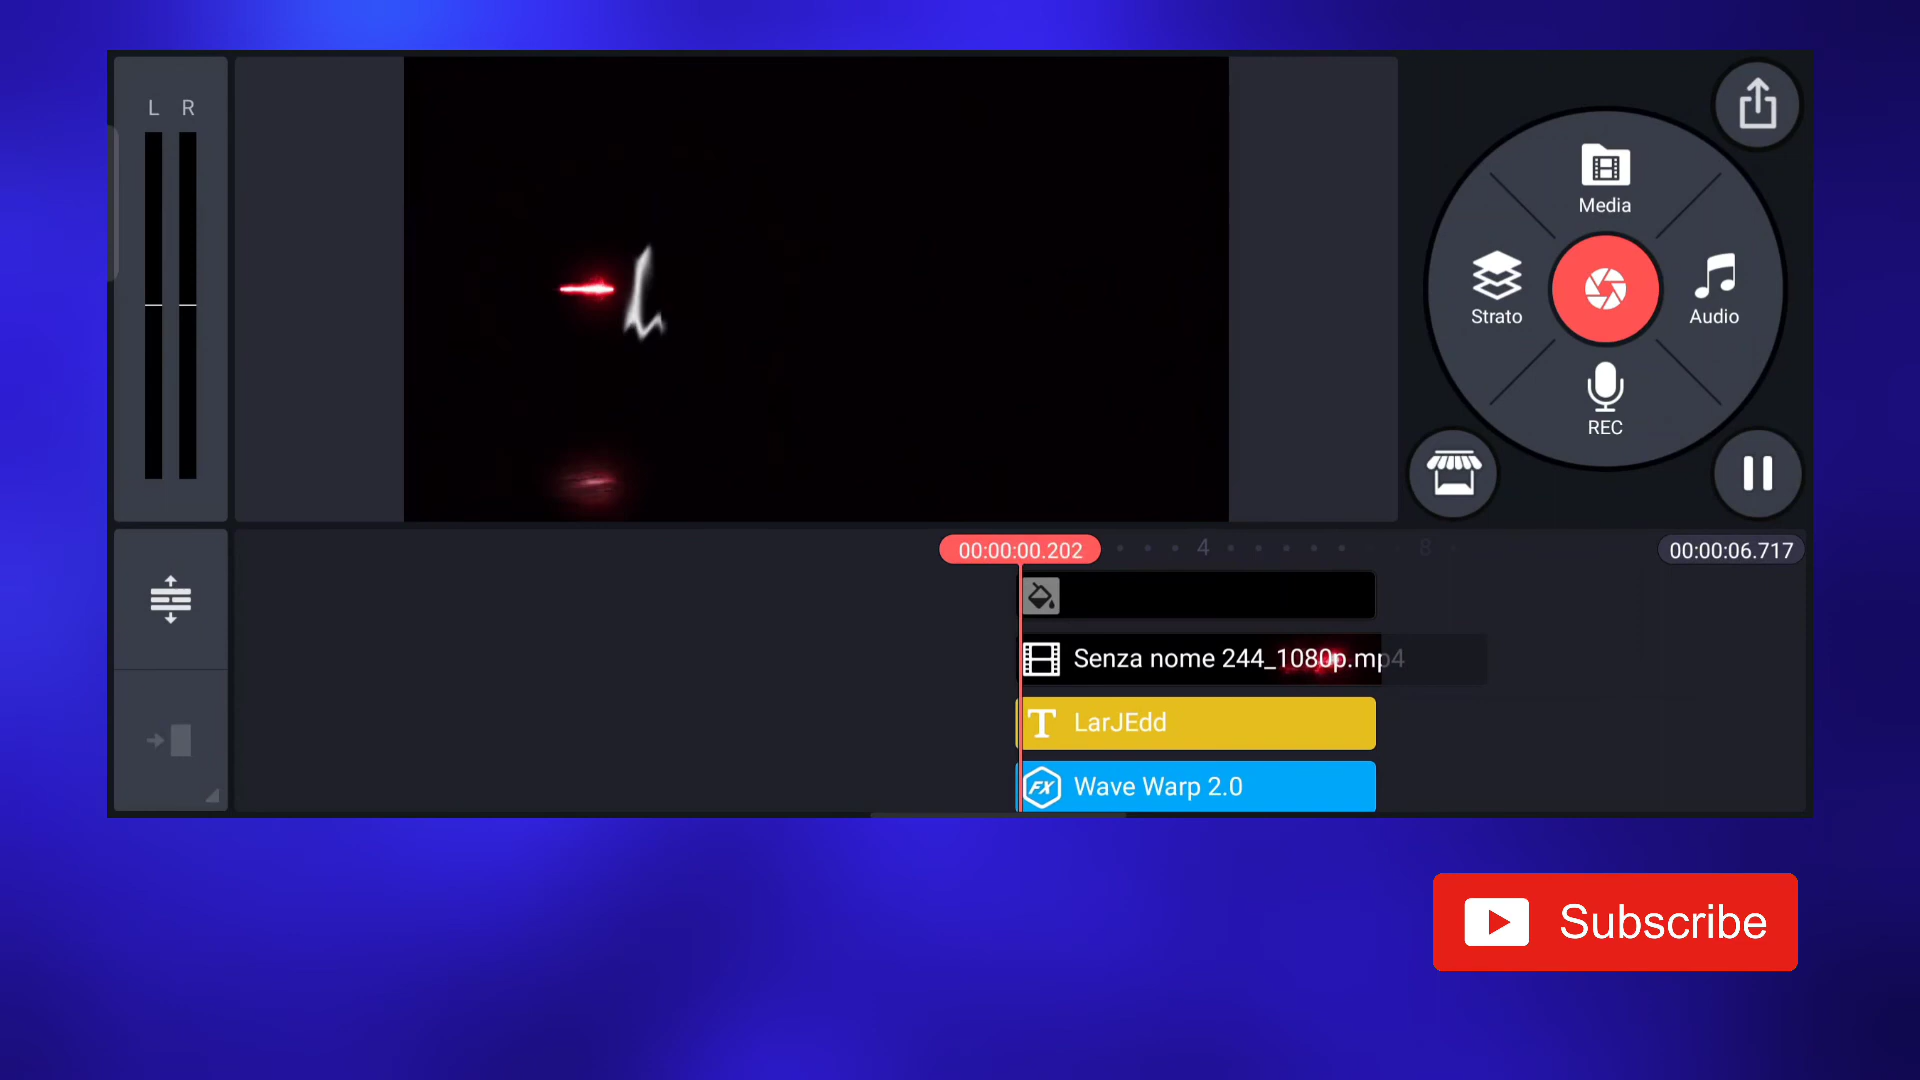 L R
Media
Strato
Audio
REC
00:00:00.202
4
8
00:00:06.717
Senza nome 244_1080p.mp4
T LarJEdd
FX Wave Warp 2.0
Subscribe